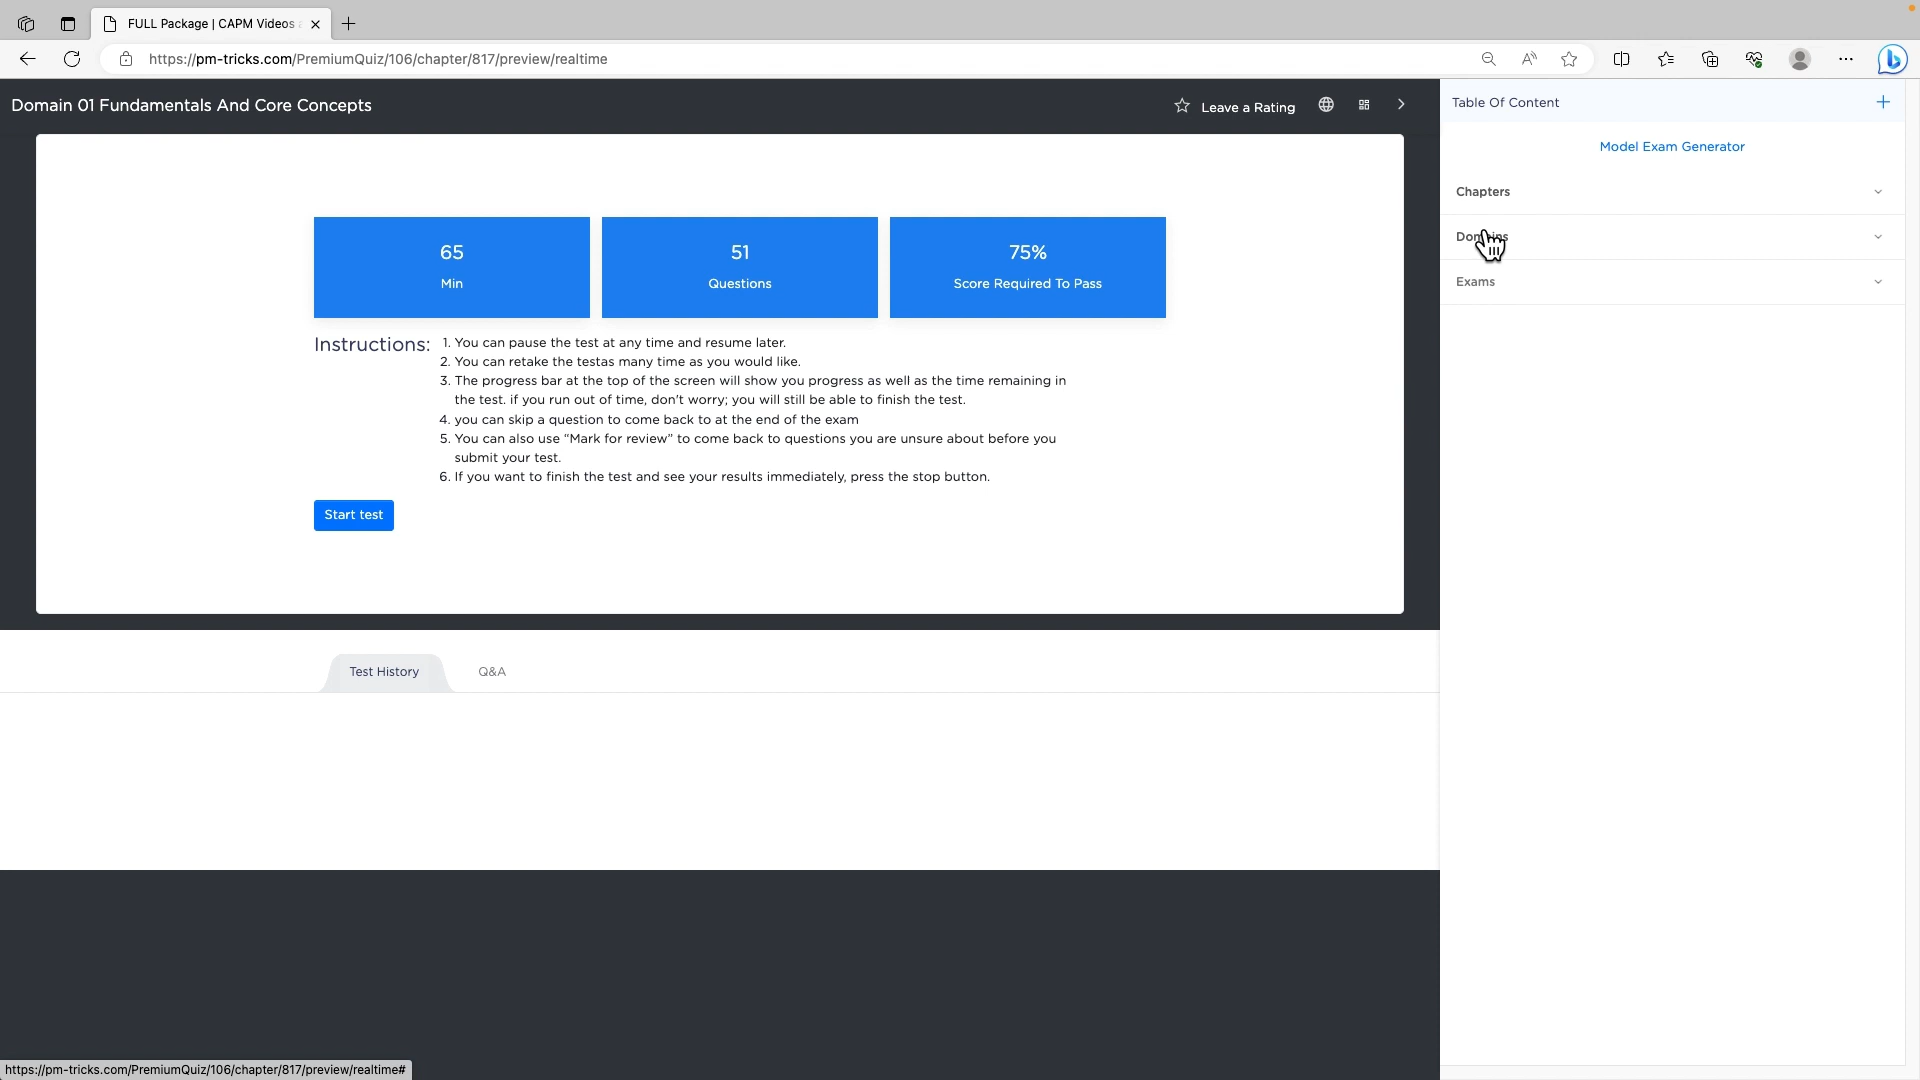 FULL Package | CAPM Videos a
https://pm-tricks.com/PremiumQuiz/106/chapter/817/preview/realtime
Domain 01 Fundamentals And Core Concepts
Leave a Rating
Table Of Content
Model Exam Generator
Chapters
Domains
Exams
65
Min
51
Questions
75%
Score Required To Pass
Instructions:
1. You can pause the test at any time and resume later.
2. You can retake the testas many time as you would like.
3. The progress bar at the top of the screen will show you progress as well as the time remaining in
the test. if you run out of time, don't worry; you will still be able to finish the test.
4. you can skip a question to come back to at the end of the exam
5. You can also use “Mark for review” to come back to questions you are unsure about before you
submit your test.
6. If you want to finish the test and see your results immediately, press the stop button.
Start test
Test History
Q&A
https://pm-tricks.com/PremiumQuiz/106/chapter/817/preview/realtime#